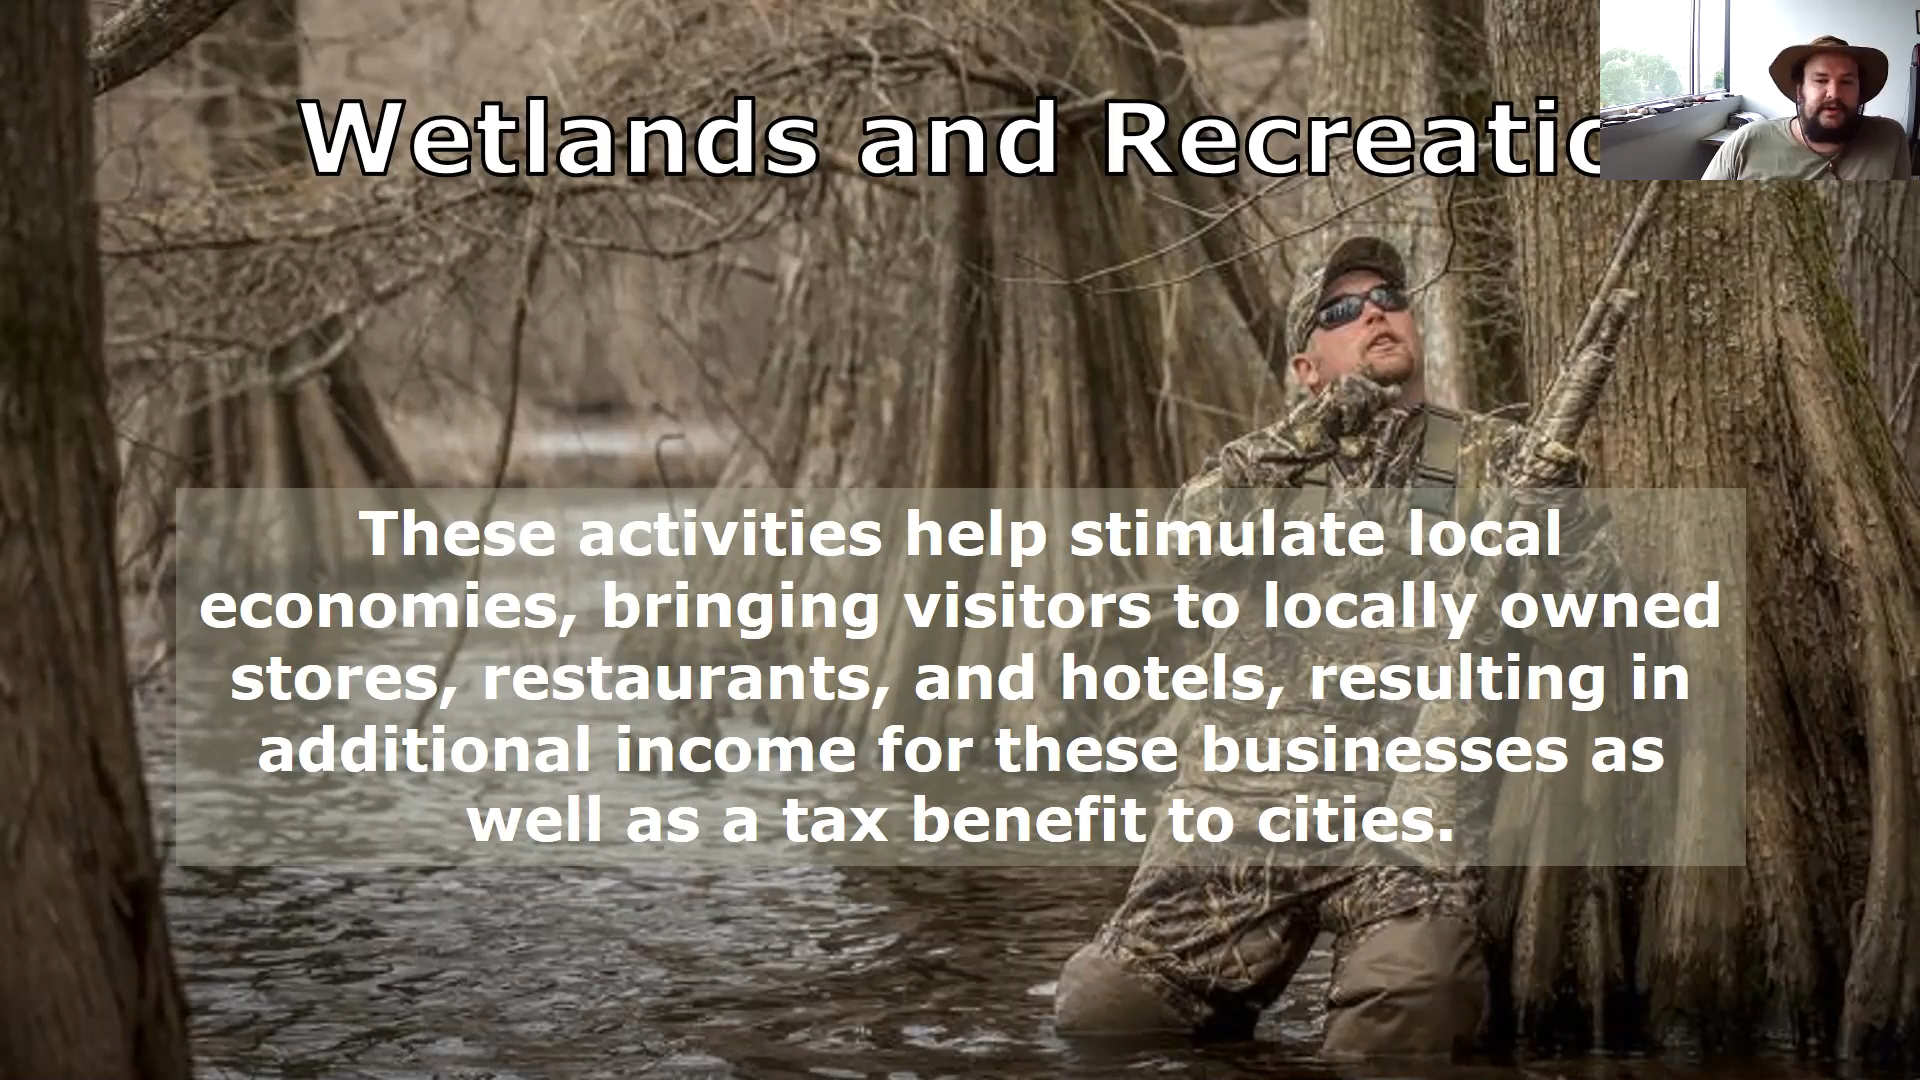 Wetlands and Recreatio
These activities help stimulate local
economies, bringing visitors to locally owned
stores, restaurants, and hotels, resulting in
additional income for these businesses as
well as a tax benefit to cities.